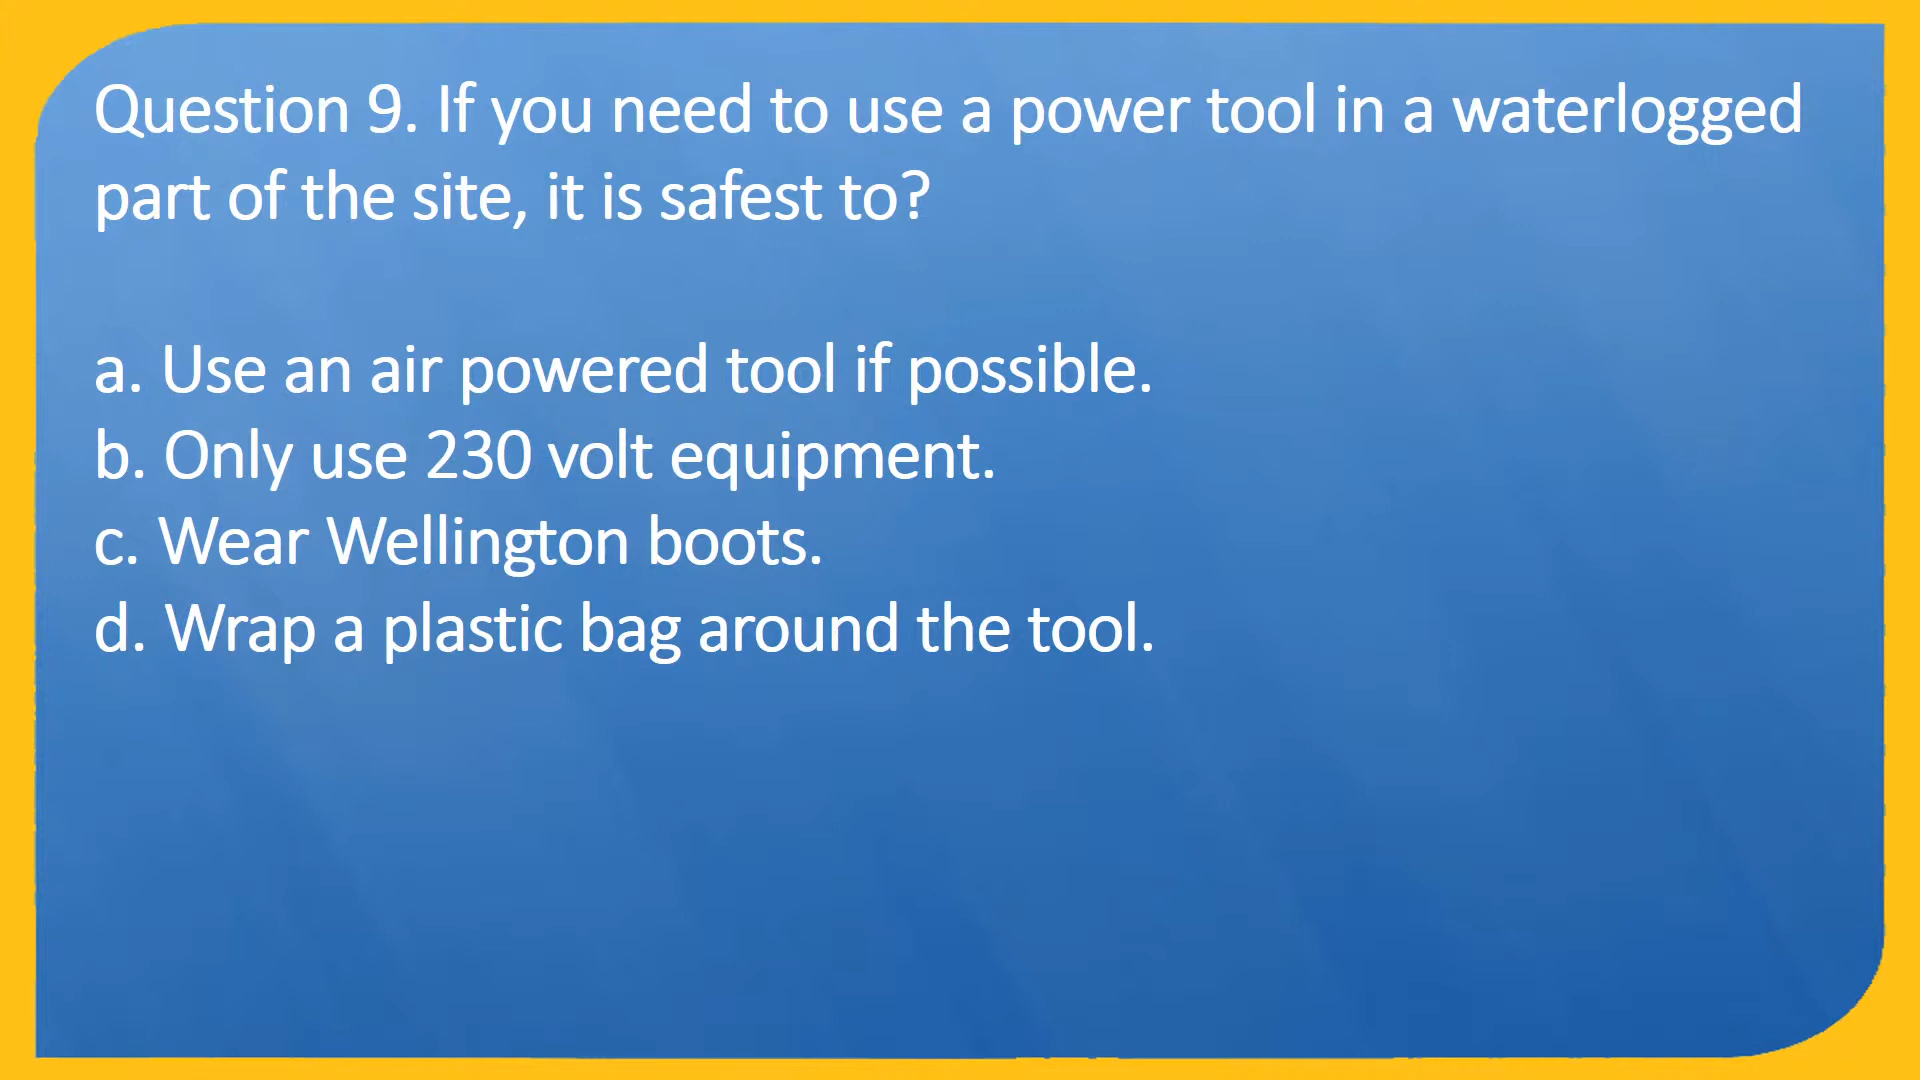 Question 9. If you need to use a power tool in a waterlogged
part of the site, it is safest to?
a. Use an air powered tool if possible.
b. Only use 230 volt equipment.
c. Wear Wellington boots.
d. Wrap a plastic bag around the tool.